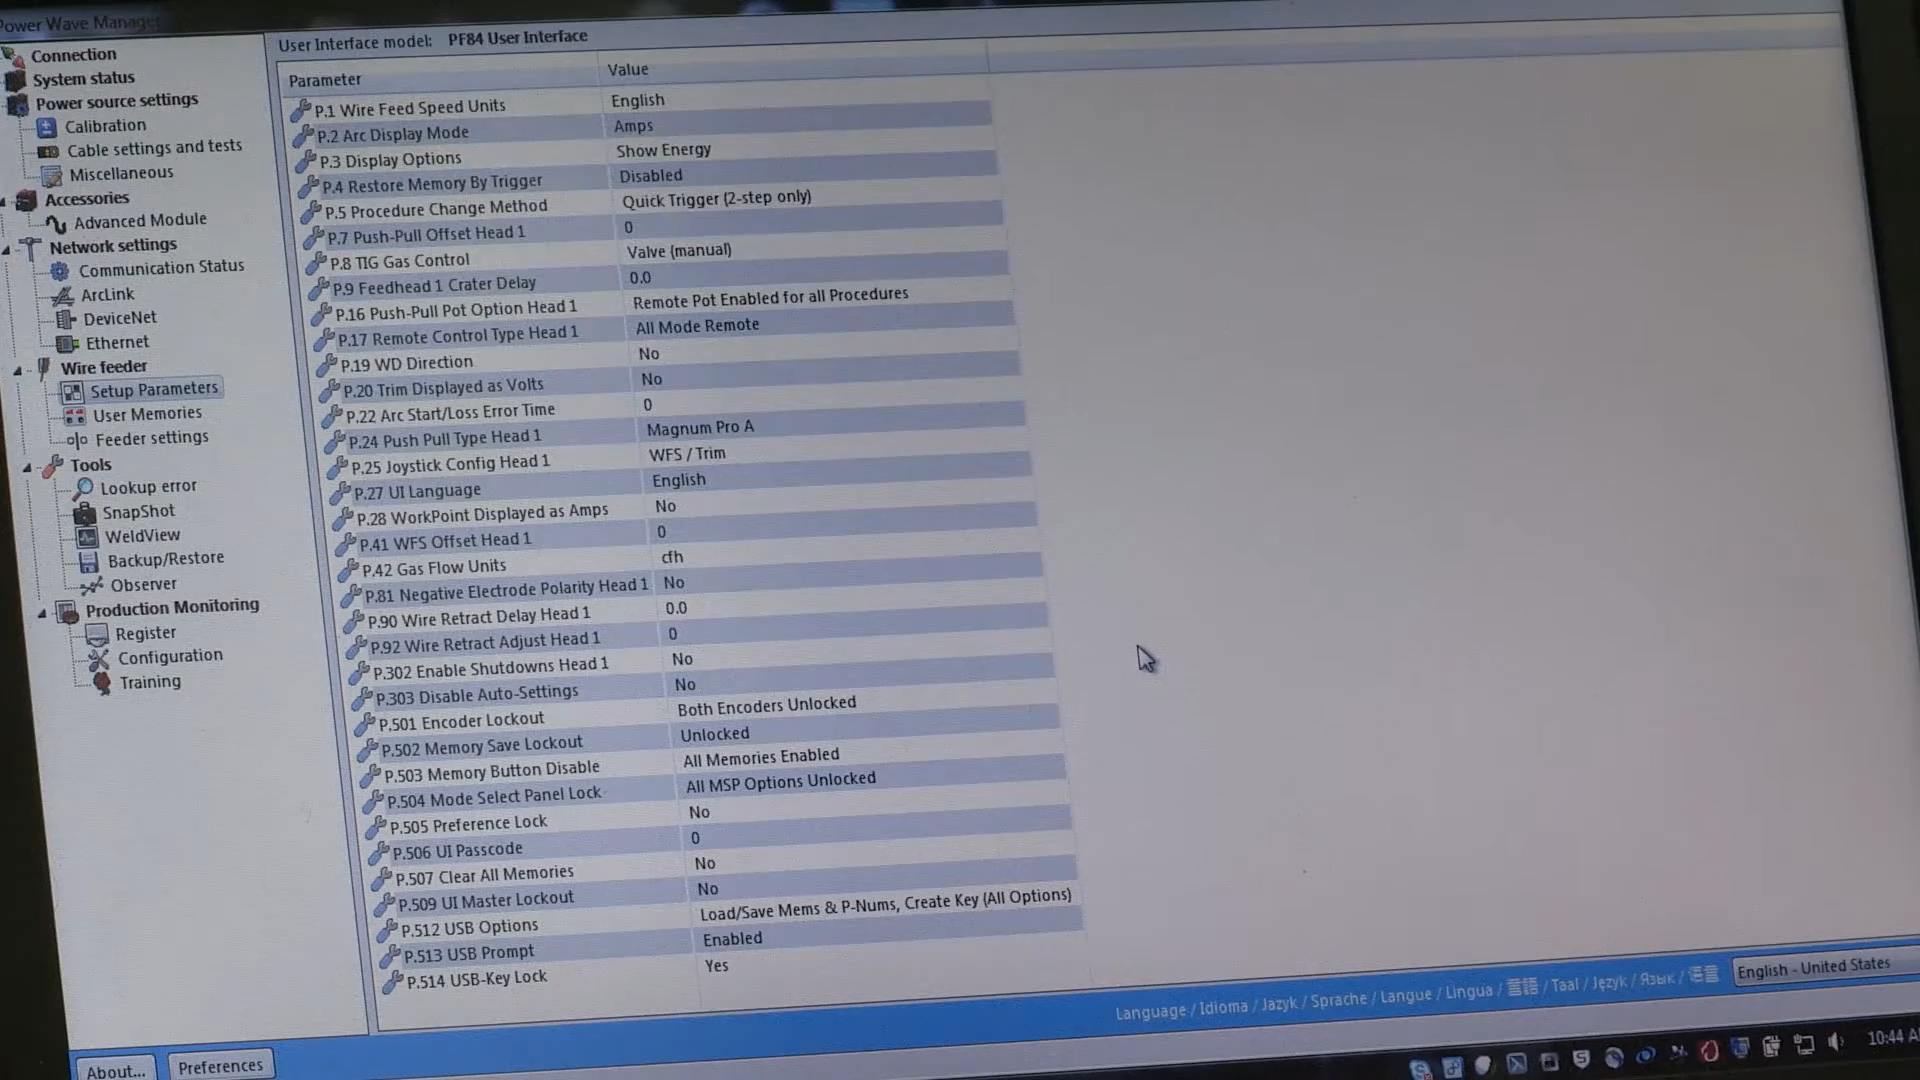 Power Wave Manager
Connection
System status
Power source settings
Calibration
Cable settings and tests
Miscellaneous
Accessories
Advanced Module
Network settings
Communication Status
ArcLink
DeviceNet
Ethernet
Wire feeder
Setup Parameters
User Memories
Feeder settings
Tools
Lookup error
SnapShot
WeldView
Backup/Restore
Observer
Production Monitoring
Register
Configuration
Training
User Interface model: PF84 User Interface
Parameter Value
P.1 Wire Feed Speed Units English
P.2 Arc Display Mode Amps
P.3 Display Options Show Energy
P.4 Restore Memory By Trigger Disabled
P.5 Procedure Change Method Quick Trigger (2-step only)
P.7 Push-Pull Offset Head 1 0
P.8 TIG Gas Control Valve (manual)
P.9 Feedhead 1 Crater Delay 0.0
P.16 Push-Pull Pot Option Head 1 Remote Pot Enabled for all Procedures
P.17 Remote Control Type Head 1 All Mode Remote
P.19 WD Direction No
P.20 Trim Displayed as Volts No
P.22 Arc Start/Loss Error Time 0
P.24 Push Pull Type Head 1 Magnum Pro A
P.25 Joystick Config Head 1 WFS / Trim
P.27 UI Language English
P.28 WorkPoint Displayed as Amps No
P.41 WFS Offset Head 1 0
P.42 Gas Flow Units cfh
P.81 Negative Electrode Polarity Head 1 No
P.90 Wire Retract Delay Head 1 0.0
P.92 Wire Retract Adjust Head 1 0
P.302 Enable Shutdowns Head 1 No
P.303 Disable Auto-Settings No
P.501 Encoder Lockout Both Encoders Unlocked
P.502 Memory Save Lockout Unlocked
P.503 Memory Button Disable All Memories Enabled
P.504 Mode Select Panel Lock All MSP Options Unlocked
P.505 Preference Lock No
P.506 UI Passcode 0
P.507 Clear All Memories No
P.509 UI Master Lockout No
P.512 USB Options Load/Save Mems & P-Nums, Create Key (All Options)
P.513 USB Prompt Enabled
P.514 USB-Key Lock Yes
Language / Idioma / Jazyk / Sprache / Langue / Lingua / 言語 / Taal / Język / Язык / English - United States
About... Preferences
10:44 A